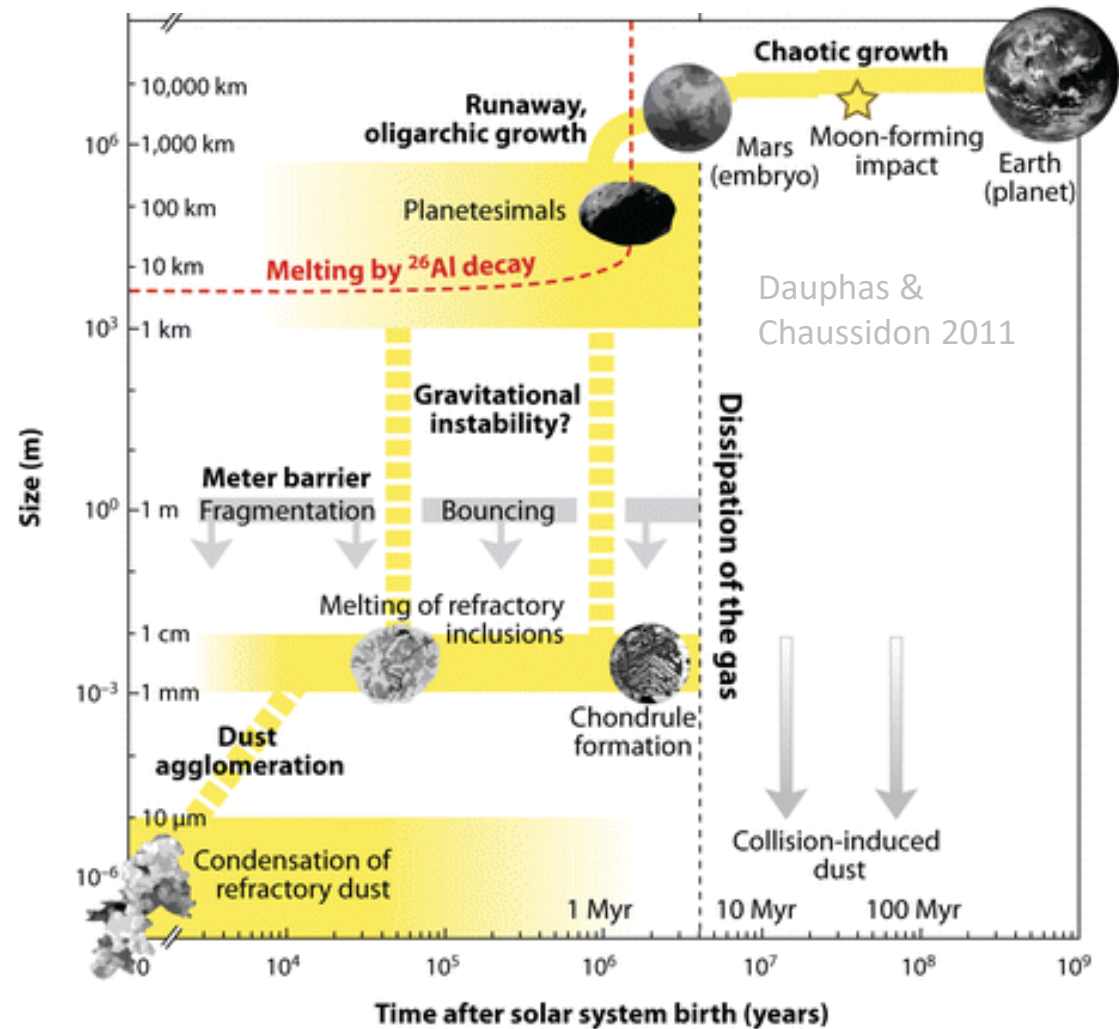 Chaotic growth
10,000 km
Runaway,
oligarchic growth
10⁶
1,000 km
Mars
(embryo)
Moon-forming
impact
Earth
(planet)
Planetesimals
100 km
Melting by ²⁶Al decay
10 km
Dauphas &
Chaussidon 2011
10³
1 km
Gravitational
instability?
Dissipation of the gas
Size (m)
Meter barrier
10⁰
1 m
Fragmentation
Bouncing
Melting of refractory
inclusions
1 cm
10⁻³
1 mm
Chondrule
formation
Dust
agglomeration
10 µm
Condensation of
refractory dust
10⁻⁶
Collision-induced
dust
1 Myr
10 Myr
100 Myr
10⁴
10⁵
10⁶
10⁷
10⁸
10⁹
Time after solar system birth (years)